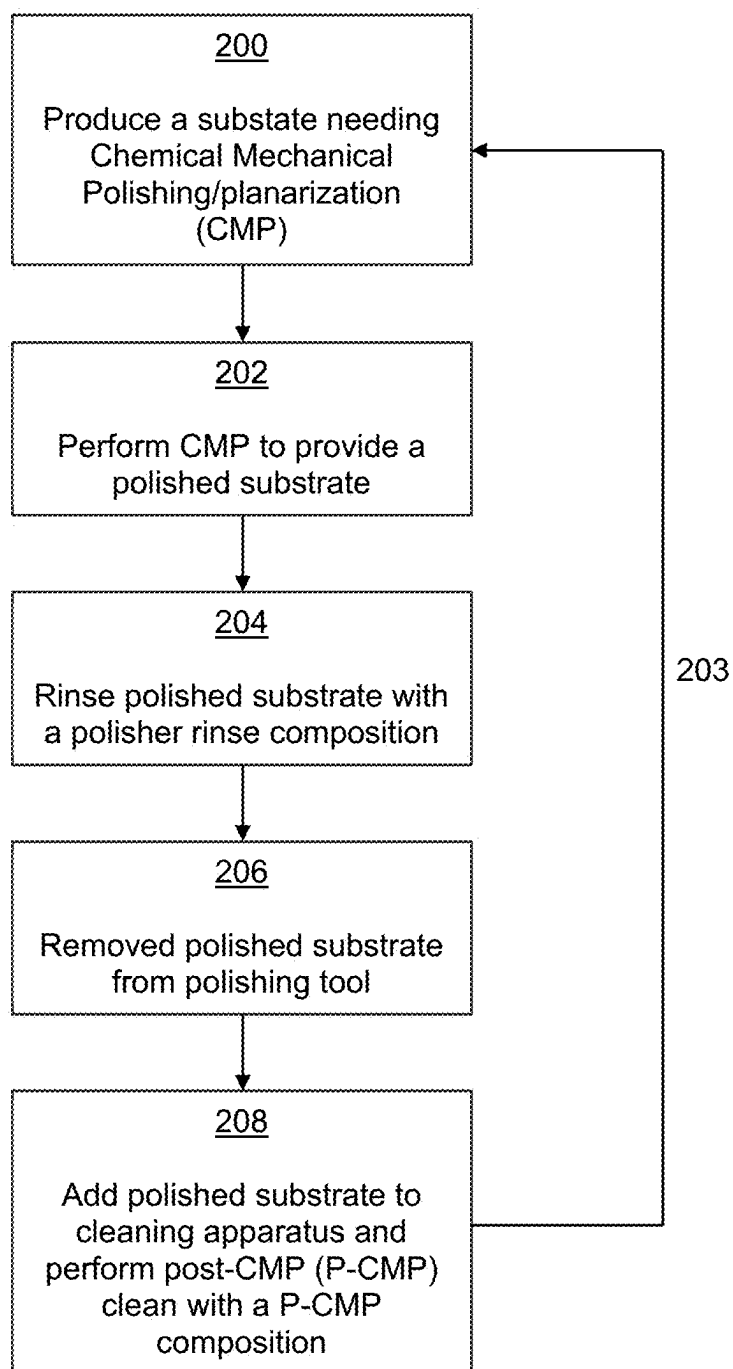 200
Produce a substate needing
Chemical Mechanical
Polishing/planarization
(CMP)
202
Perform CMP to provide a
polished substrate
204
Rinse polished substrate with
a polisher rinse composition
203
206
Removed polished substrate
from polishing tool
208
Add polished substrate to
cleaning apparatus and
perform post-CMP (P-CMP)
clean with a P-CMP
composition